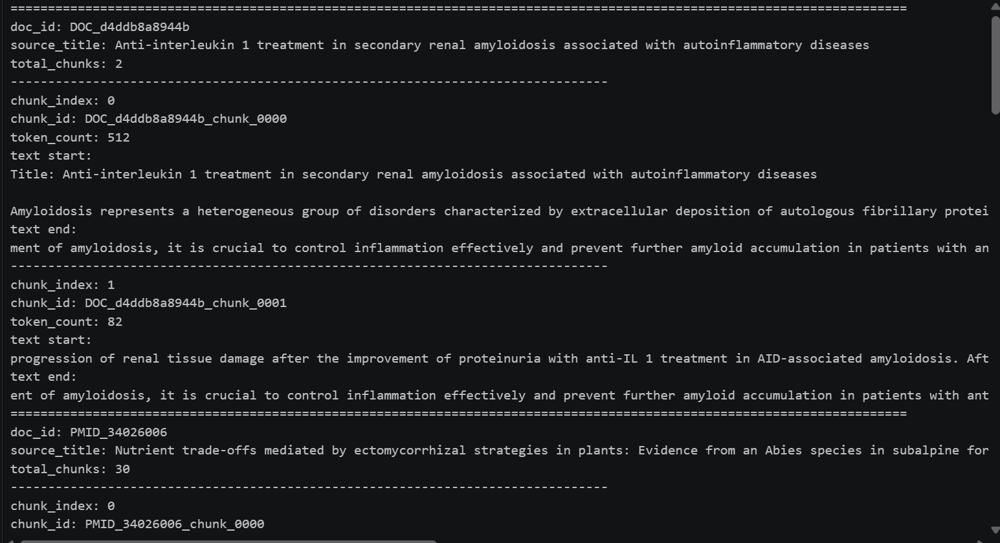 ========================================================================================================================
doc_id: DOC_d4ddb8a8944b
source_title: Anti-interleukin 1 treatment in secondary renal amyloidosis associated with autoinflammatory diseases
total_chunks: 2
--------------------------------------------------------------------------------
chunk_index: 0
chunk_id: DOC_d4ddb8a8944b_chunk_0000
token_count: 512
text start:
Title: Anti-interleukin 1 treatment in secondary renal amyloidosis associated with autoinflammatory diseases

Amyloidosis represents a heterogeneous group of disorders characterized by extracellular deposition of autologous fibrillary protei
text end:
ment of amyloidosis, it is crucial to control inflammation effectively and prevent further amyloid accumulation in patients with an
--------------------------------------------------------------------------------
chunk_index: 1
chunk_id: DOC_d4ddb8a8944b_chunk_0001
token_count: 82
text start:
progression of renal tissue damage after the improvement of proteinuria with anti-IL 1 treatment in AID-associated amyloidosis. Aft
text end:
ent of amyloidosis, it is crucial to control inflammation effectively and prevent further amyloid accumulation in patients with ant
========================================================================================================================
doc_id: PMID_34026006
source_title: Nutrient trade-offs mediated by ectomycorrhizal strategies in plants: Evidence from an Abies species in subalpine for
total_chunks: 30
--------------------------------------------------------------------------------
chunk_index: 0
chunk_id: PMID_34026006_chunk_0000